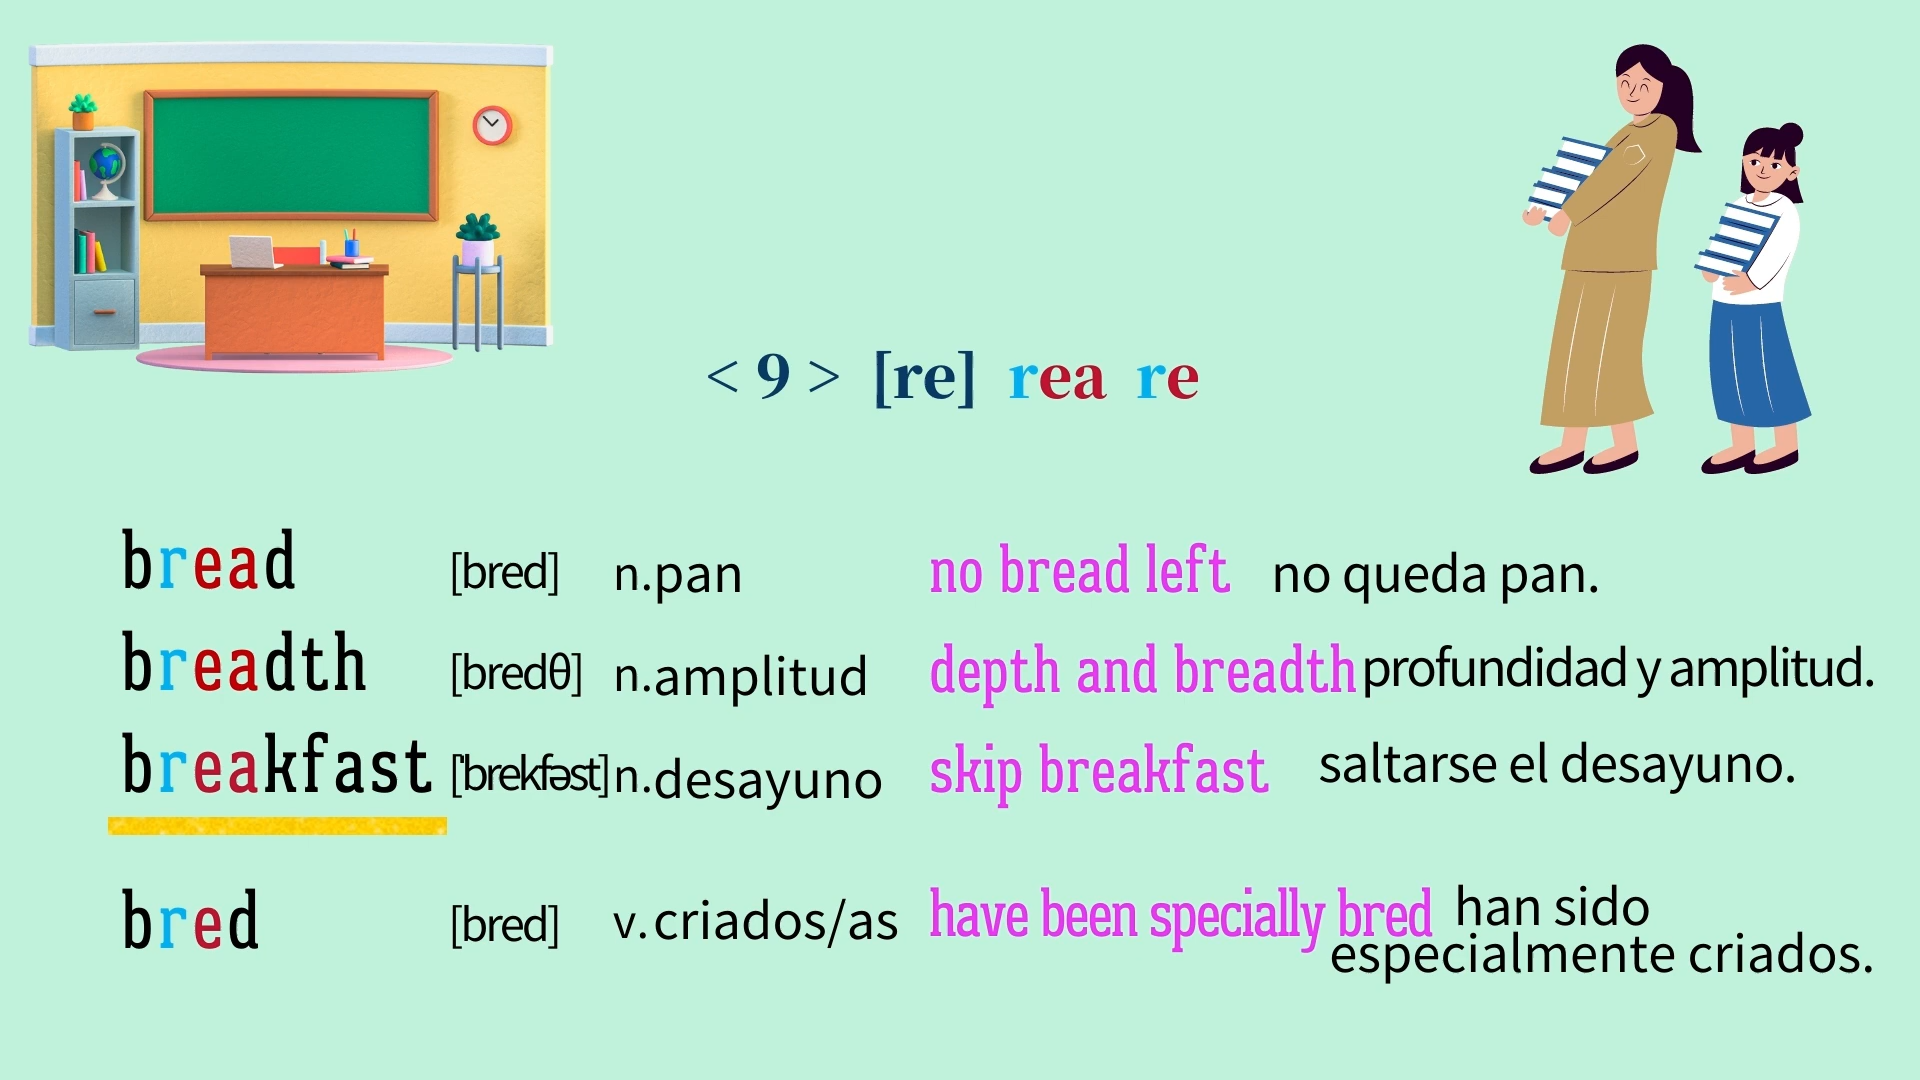 < 9 > [re] rea re
bread [bred] n.pan no bread left no queda pan.
breadth [bredθ] n.amplitud depth and breadth profundidad y amplitud.
breakfast ['brekfəst] n.desayuno skip breakfast saltarse el desayuno.
bred [bred] v.criados/as have been specially bred han sido
especialmente criados.